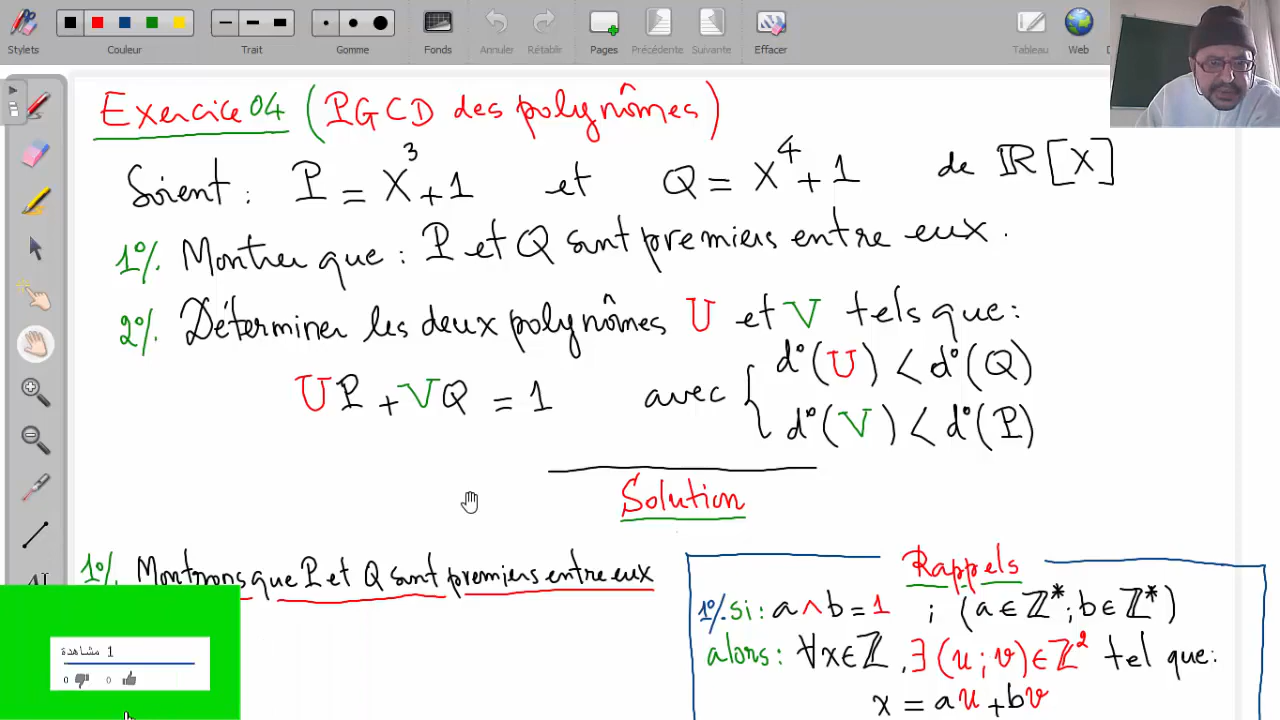 Stylets Couleur Trait Gomme Fonds Annuler Rétablir Pages Précédente Suivante Effacer Tableau Web
Exercice 04 (PGCD des polynômes)
Soient : P = X³ + 1 et Q = X⁴ + 1 de ℝ[X]
1°/. Montrer que : P et Q sont premiers entre eux .
2°/. Déterminer les deux polynômes U et V tels que :
UP + VQ = 1 avec { d°(U) < d°(Q)
d°(V) < d°(P)
Solution
1°/. Montrons que P et Q sont premiers entre eux
Rappels
1°/. si : a ∧ b = 1 ; (a ∈ ℤ* ; b ∈ ℤ*)
alors : ∀x ∈ ℤ , ∃ (u ; v) ∈ ℤ² tel que :
x = au + bv
1 مشاهدة
0 0